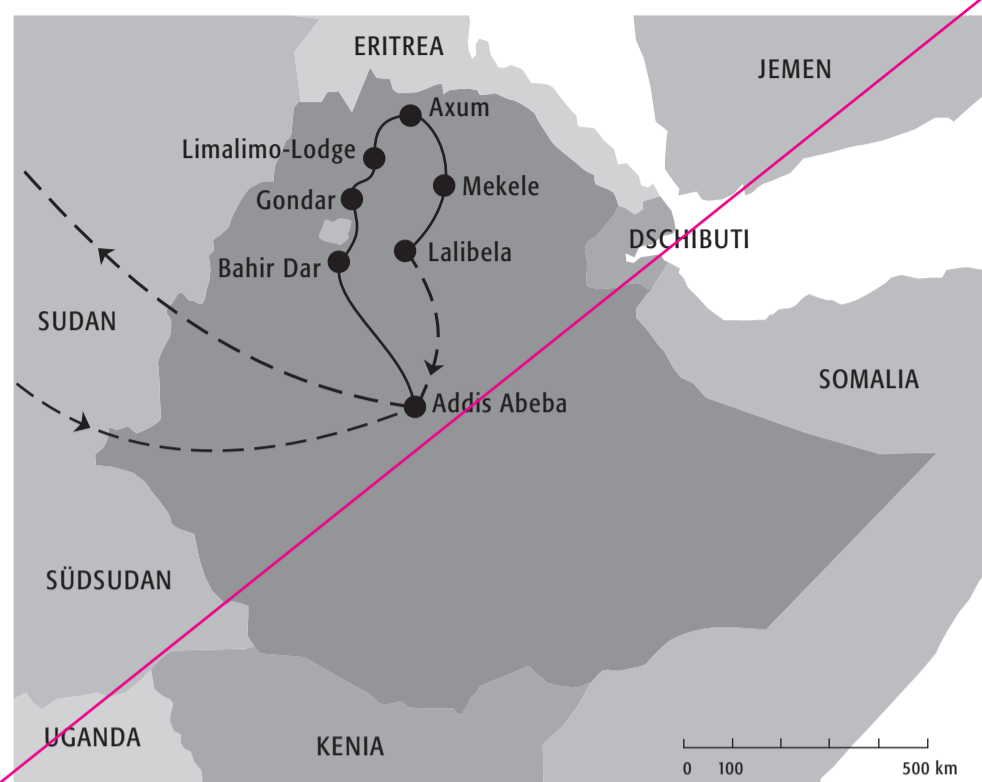 ERITREA
JEMEN
Axum
Limalimo-Lodge
Mekele
Gondar
DSCHIBUTI
Lalibela
Bahir Dar
SUDAN
SOMALIA
Addis Abeba
SÜDSUDAN
UGANDA
KENIA
0 100 500 km